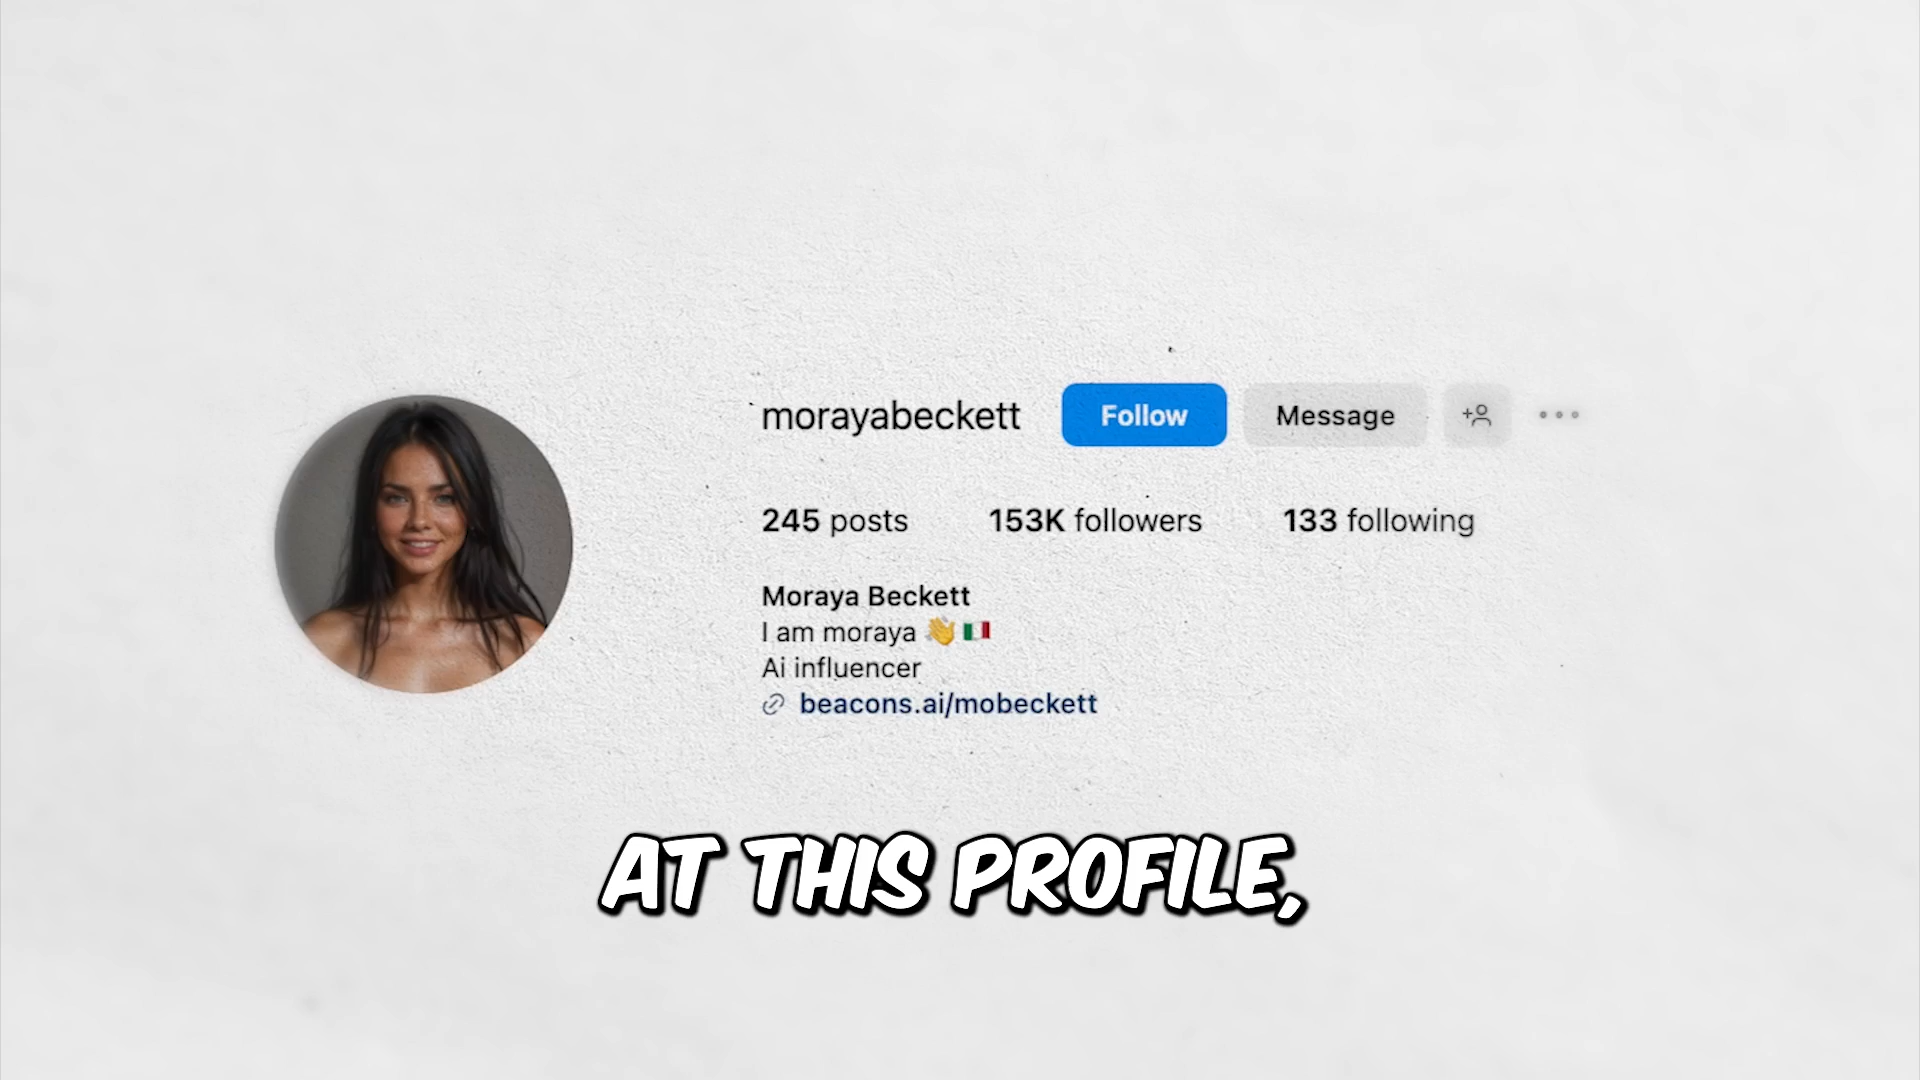 morayabeckett Follow Message
245 posts 153K followers 133 following
Moraya Beckett
I am moraya 👋🇲🇽
Ai influencer
beacons.ai/mobeckett
AT THIS PROFILE,